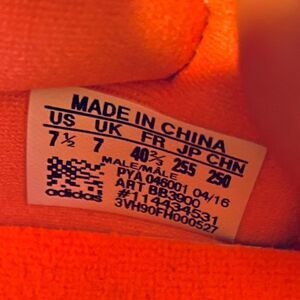 MADE IN CHINA
US UK FR JP CHN
7½ 7 40⅔ 255 250
MALE/MALE
PYA 046001 04/16
ART BB3900
#114434531
3VH90FH000527
adidas